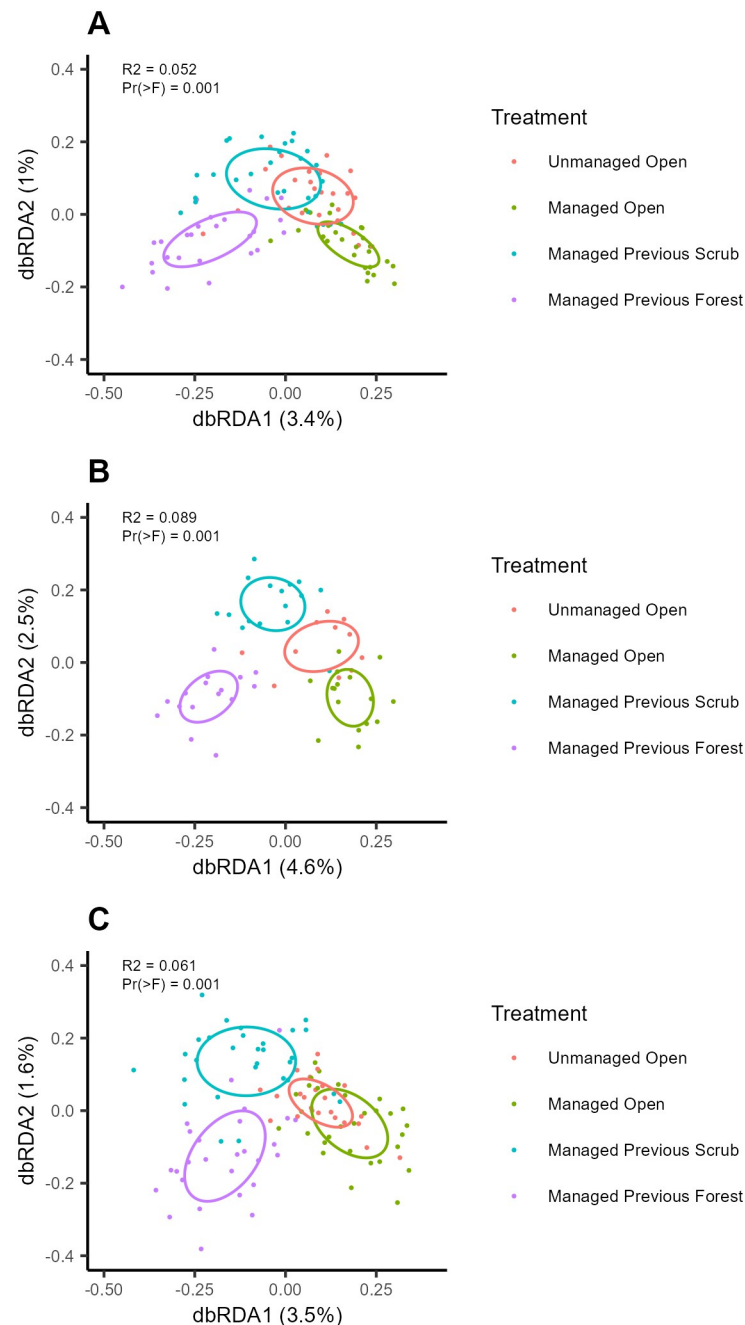 A
R2 = 0.052
Pr(>F) = 0.001
0.4
0.2
0.0
-0.2
-0.4
dbRDA2 (1%)
-0.50 -0.25 0.00 0.25
dbRDA1 (3.4%)
Treatment
Unmanaged Open
Managed Open
Managed Previous Scrub
Managed Previous Forest
B
R2 = 0.089
Pr(>F) = 0.001
0.4
0.2
0.0
-0.2
-0.4
dbRDA2 (2.5%)
-0.50 -0.25 0.00 0.25
dbRDA1 (4.6%)
Treatment
Unmanaged Open
Managed Open
Managed Previous Scrub
Managed Previous Forest
C
R2 = 0.061
Pr(>F) = 0.001
0.4
0.2
0.0
-0.2
-0.4
dbRDA2 (1.6%)
-0.50 -0.25 0.00 0.25
dbRDA1 (3.5%)
Treatment
Unmanaged Open
Managed Open
Managed Previous Scrub
Managed Previous Forest